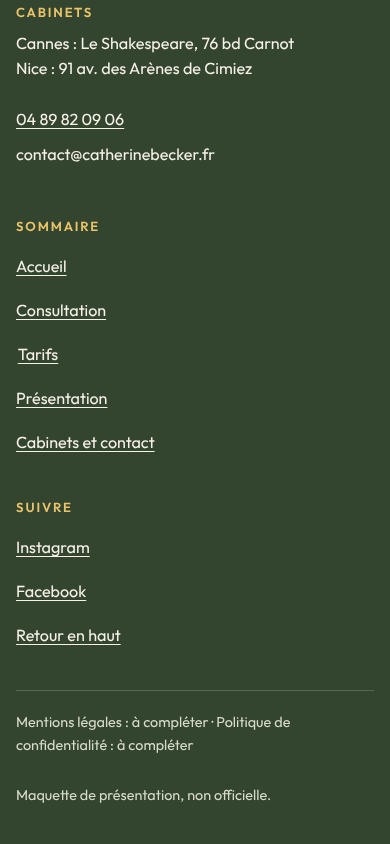 CABINETS
Cannes : Le Shakespeare, 76 bd Carnot
Nice : 91 av. des Arènes de Cimiez
04 89 82 09 06
contact@catherinebecker.fr
SOMMAIRE
Accueil
Consultation
Tarifs
Présentation
Cabinets et contact
SUIVRE
Instagram
Facebook
Retour en haut
Mentions légales : à compléter · Politique de
confidentialité : à compléter
Maquette de présentation, non officielle.